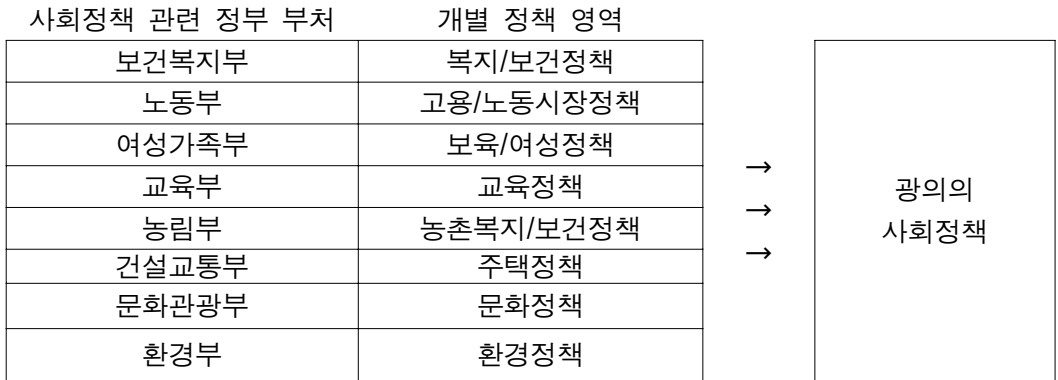 사회정책 관련 정부 부처 개별 정책 영역
보건복지부 복지/보건정책
노동부 고용/노동시장정책
여성가족부 보육/여성정책
→
교육부 교육정책
광의의
→
농림부 농촌복지/보건정책
사회정책
→
건설교통부 주택정책
문화관광부 문화정책
환경부 환경정책